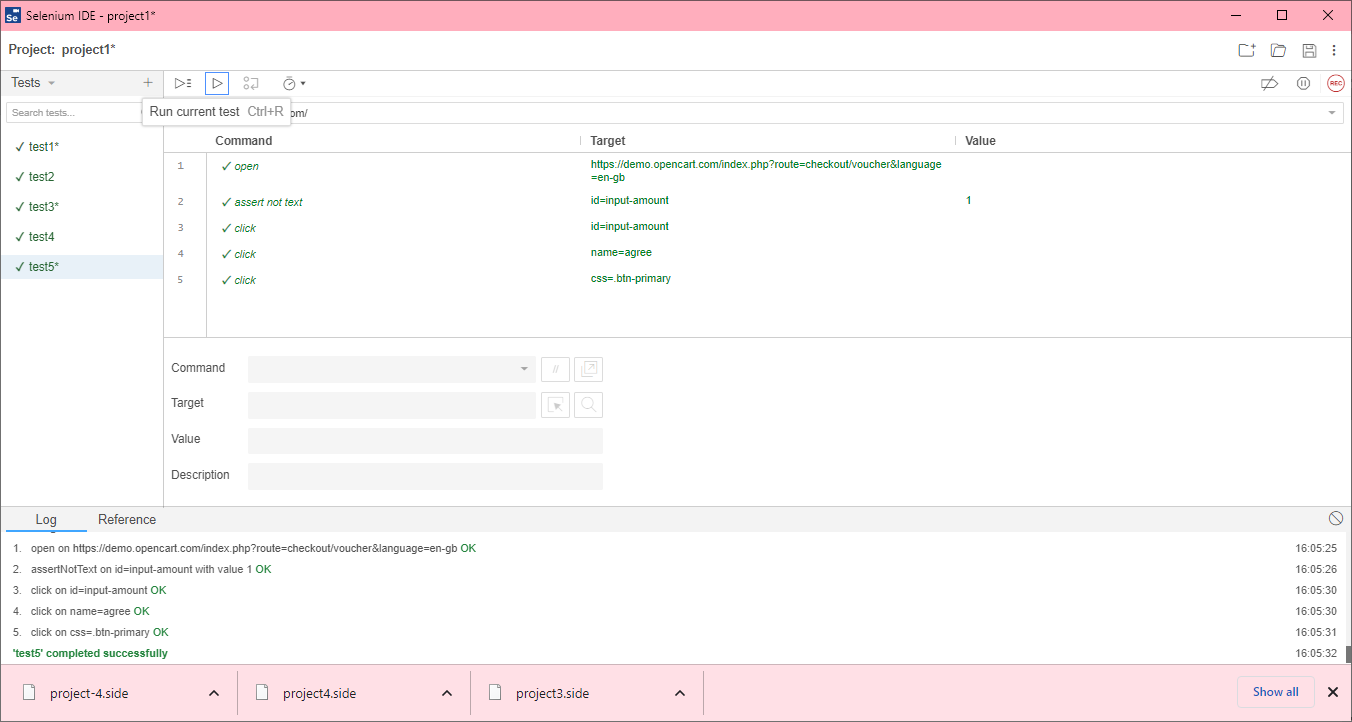 Se Selenium IDE - project1*
Project: project1*
Tests
Search tests...
Run current test Ctrl+R
om/
REC
Command Target Value
test1*
test2
test3*
test4
test5*
1 open https://demo.opencart.com/index.php?route=checkout/voucher&language
=en-gb
2 assert not text id=input-amount 1
3 click id=input-amount
4 click name=agree
5 click css=.btn-primary
Command //
Target
Value
Description
Log Reference
1. open on https://demo.opencart.com/index.php?route=checkout/voucher&language=en-gb OK 16:05:25
2. assertNotText on id=input-amount with value 1 OK 16:05:26
3. click on id=input-amount OK 16:05:30
4. click on name=agree OK 16:05:30
5. click on css=.btn-primary OK 16:05:31
'test5' completed successfully 16:05:32
project-4.side project4.side project3.side Show all